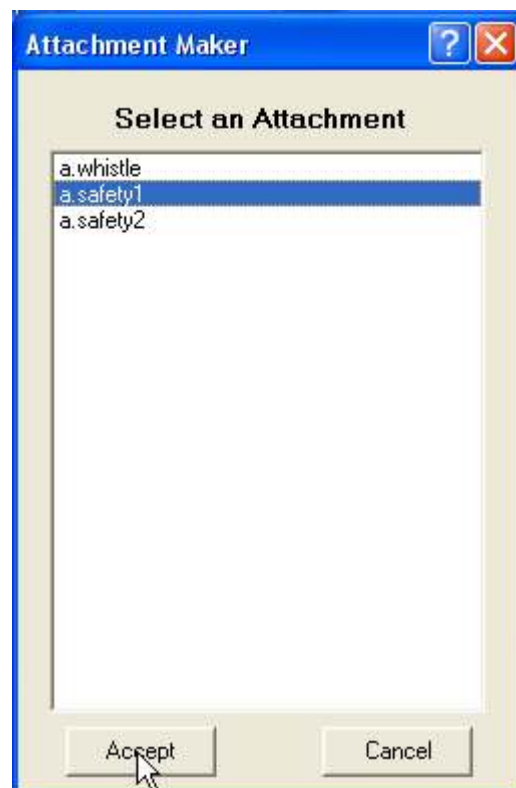 Attachment Maker
Select an Attachment
a.whistle
a.safety1
a.safety2
Accept
Cancel